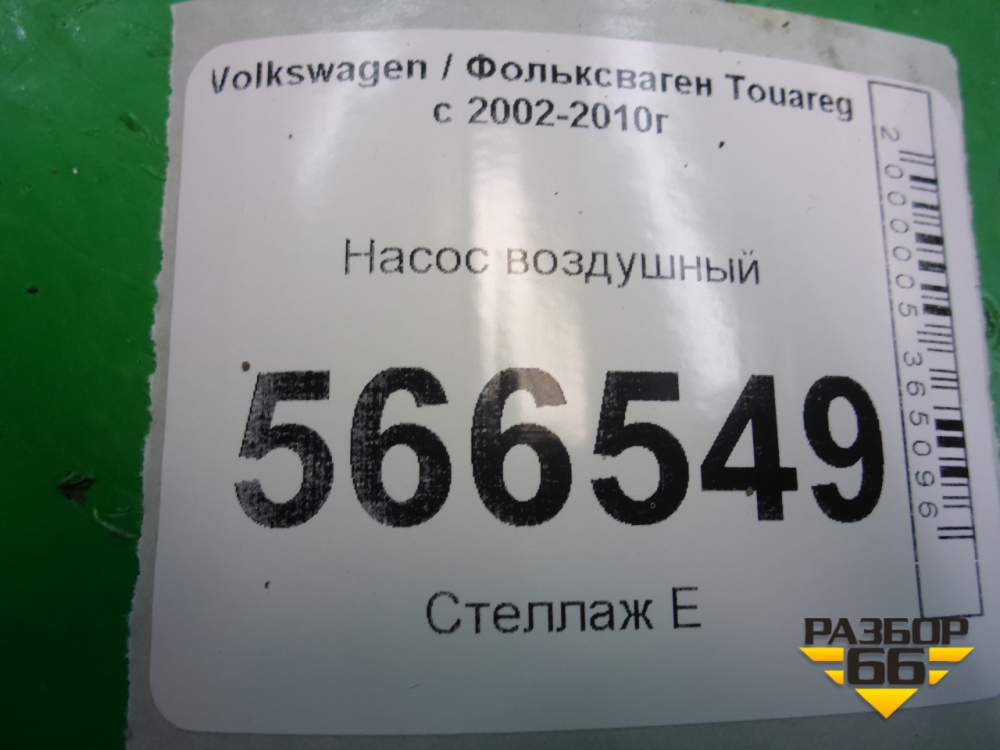 Volkswagen / Фольксваген Touareg
с 2002-2010г
Насос воздушный
566549
Стеллаж Е
2000005365096
РАЗБОР
66